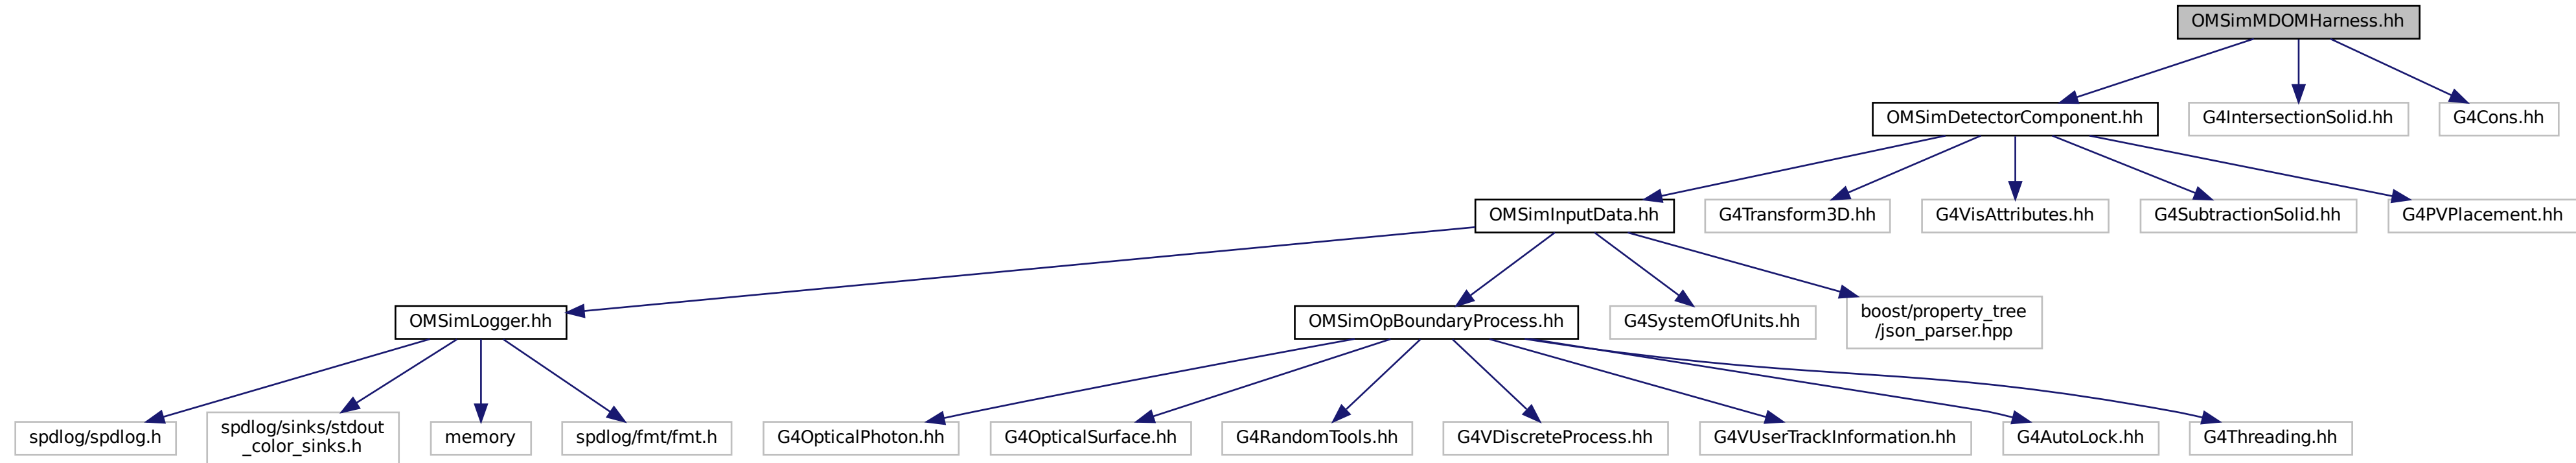 OMSimMDOMHarness.hh
OMSimDetectorComponent.hh
G4IntersectionSolid.hh
G4Cons.hh
OMSimInputData.hh
G4Transform3D.hh
G4VisAttributes.hh
G4SubtractionSolid.hh
G4PVPlacement.hh
OMSimLogger.hh
OMSimOpBoundaryProcess.hh
G4SystemOfUnits.hh
boost/property_tree
/json_parser.hpp
spdlog/spdlog.h
spdlog/sinks/stdout
_color_sinks.h
memory
spdlog/fmt/fmt.h
G4OpticalPhoton.hh
G4OpticalSurface.hh
G4RandomTools.hh
G4VDiscreteProcess.hh
G4VUserTrackInformation.hh
G4AutoLock.hh
G4Threading.hh